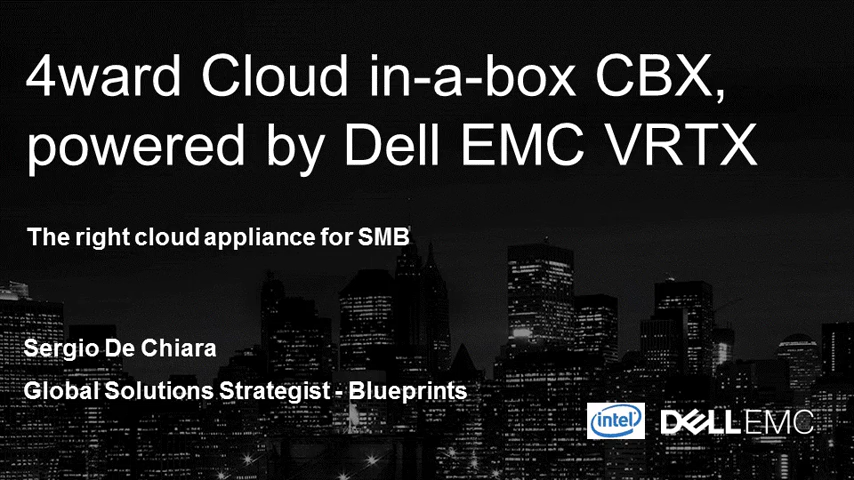 4ward Cloud in-a-box CBX,
powered by Dell EMC VRTX
The right cloud appliance for SMB
Sergio De Chiara
Global Solutions Strategist - Blueprints
intel
DELLEMC